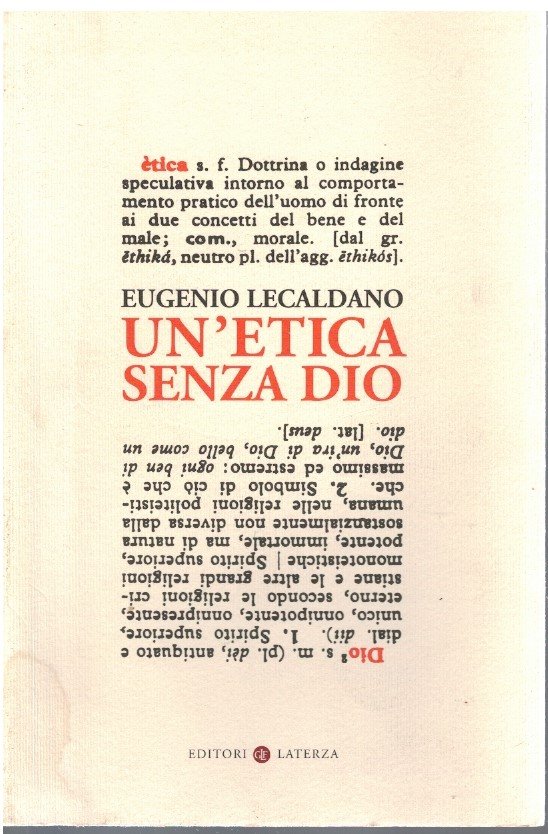 ètica s. f. Dottrina o indagine
speculativa intorno al comporta-
mento pratico dell'uomo di fronte
ai due concetti del bene e del
male; com., morale. [dal gr.
ēthiká, neutro pl. dell'agg. ēthikós].
EUGENIO LECALDANO
UN'ETICA
SENZA DIO
Dio² s. m. (pl. dèi, antiquato e
dial. dii). 1. Spirito superiore,
unico, onnipotente, onnipresente,
eterno, secondo le religioni cri-
stiane e le altre grandi religioni
monoteistiche | Spirito superiore,
potente, immortale, ma di natura
sostanzialmente non diversa dalla
umana, nelle religioni politeisti-
che. 2. Simbolo di ciò che è
massimo ed estremo: ogni ben di
Dio, un'ira di Dio, bello come un
dio. [lat. deus].
EDITORI GLF LATERZA